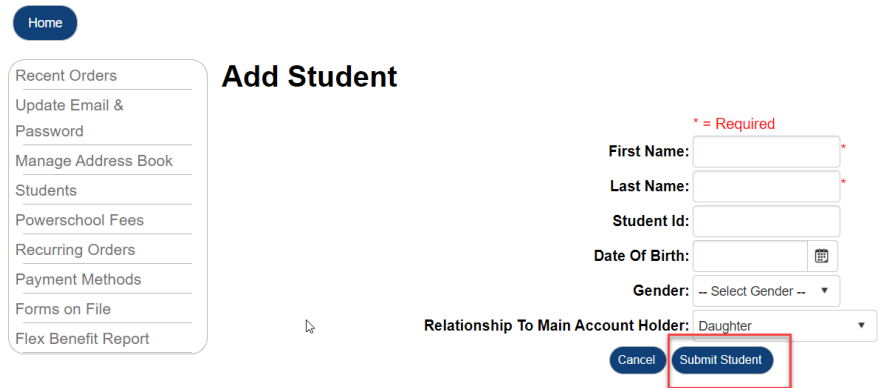 Home
Recent Orders
Update Email &
Password
Manage Address Book
Students
Powerschool Fees
Recurring Orders
Payment Methods
Forms on File
Flex Benefit Report
Add Student
* = Required
First Name: *
Last Name: *
Student Id:
Date Of Birth:
Gender: -- Select Gender --
Relationship To Main Account Holder: Daughter
Cancel Submit Student